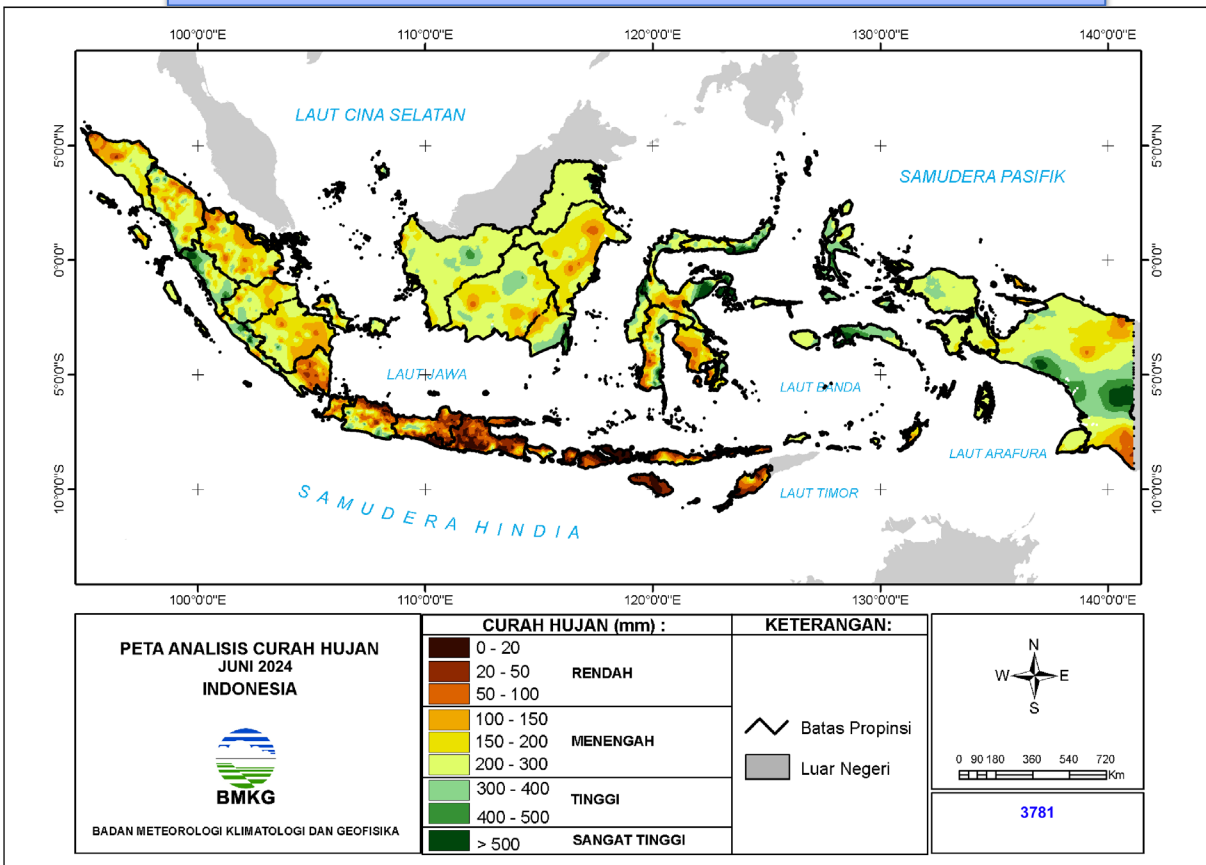 100°0'0"E 110°0'0"E 120°0'0"E 130°0'0"E 140°0'0"E
5°0'0"N
0°0'0"
5°0'0"S
10°0'0"S
LAUT CINA SELATAN
SAMUDERA PASIFIK
LAUT JAWA
LAUT BANDA
LAUT ARAFURA
LAUT TIMOR
SAMUDERA HINDIA
5°0'0"N
0°0'0"
5°0'0"S
10°0'0"S
100°0'0"E 110°0'0"E 120°0'0"E 130°0'0"E 140°0'0"E
PETA ANALISIS CURAH HUJAN
JUNI 2024
INDONESIA
BMKG
BADAN METEOROLOGI KLIMATOLOGI DAN GEOFISIKA
CURAH HUJAN (mm) :
0 - 20
20 - 50 RENDAH
50 - 100
100 - 150
150 - 200 MENENGAH
200 - 300
300 - 400
TINGGI
400 - 500
> 500 SANGAT TINGGI
KETERANGAN:
Batas Propinsi
Luar Negeri
N
W E
S
0 90 180 360 540 720
Km
3781